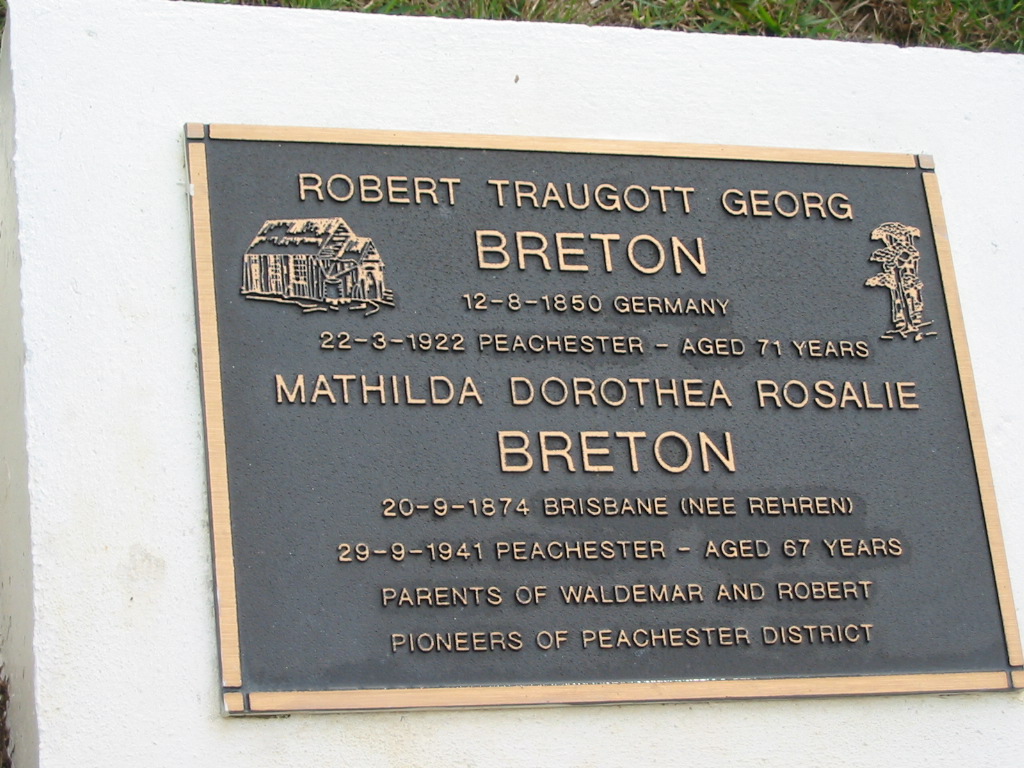 ROBERT TRAUGOTT GEORG
BRETON
12-8-1850 GERMANY
22-3-1922 PEACHESTER - AGED 71 YEARS
MATHILDA DOROTHEA ROSALIE
BRETON
20-9-1874 BRISBANE (NEE REHREN)
29-9-1941 PEACHESTER - AGED 67 YEARS
PARENTS OF WALDEMAR AND ROBERT
PIONEERS OF PEACHESTER DISTRICT